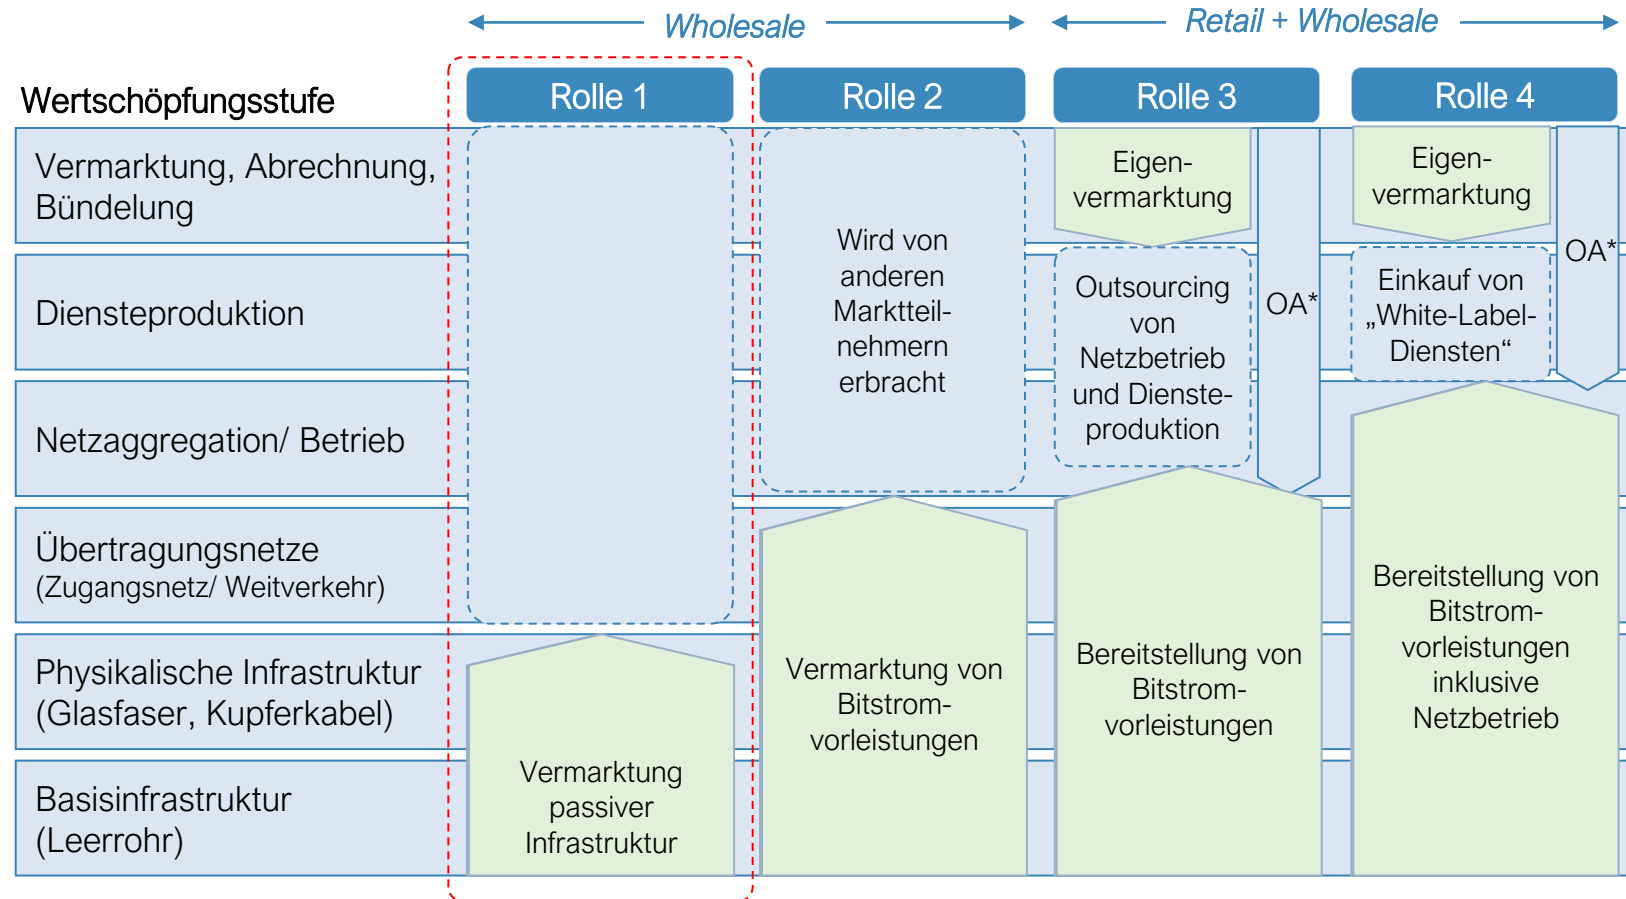 Wholesale
Retail + Wholesale
Wertschöpfungsstufe
Rolle 1
Rolle 2
Rolle 3
Rolle 4
Vermarktung, Abrechnung,
Bündelung
Diensteproduktion
Netzaggregation/ Betrieb
Übertragungsnetze
(Zugangsnetz/ Weitverkehr)
Physikalische Infrastruktur
(Glasfaser, Kupferkabel)
Basisinfrastruktur
(Leerrohr)
Vermarktung
passiver
Infrastruktur
Wird von
anderen
Marktteil-
nehmern
erbracht
Vermarktung von
Bitstrom-
vorleistungen
Eigen-
vermarktung
Outsourcing
von
Netzbetrieb
und Dienste-
produktion
OA*
Bereitstellung von
Bitstrom-
vorleistungen
Eigen-
vermarktung
Einkauf von
„White-Label-
Diensten“
OA*
Bereitstellung von
Bitstrom-
vorleistungen
inklusive
Netzbetrieb